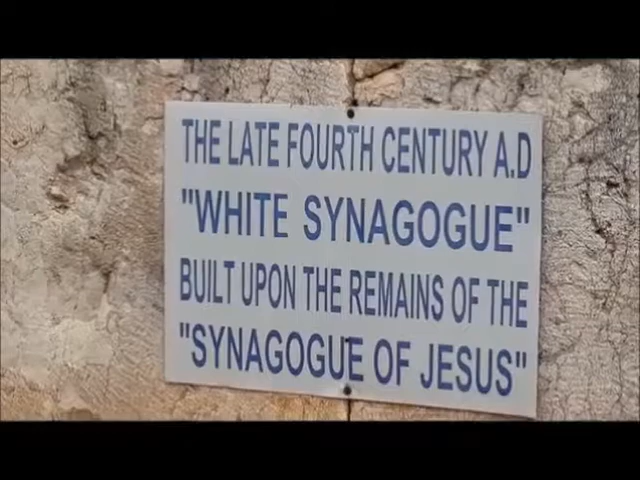 THE LATE FOURTH CENTURY A.D
"WHITE SYNAGOGUE"
BUILT UPON THE REMAINS OF THE
"SYNAGOGUE OF JESUS"